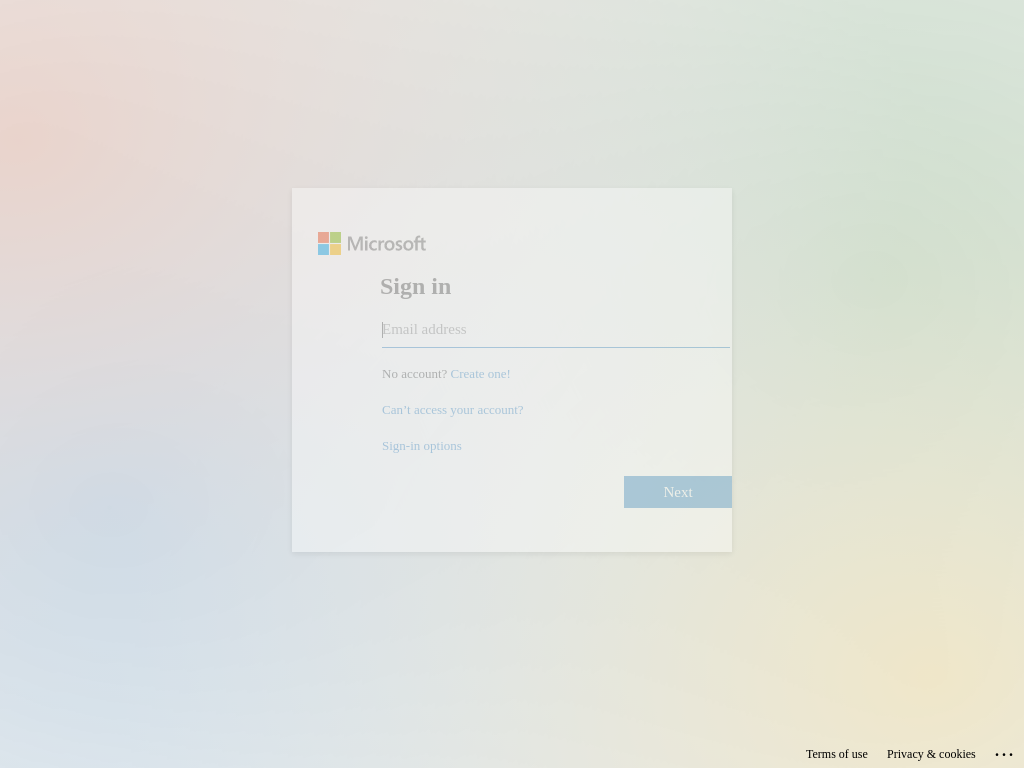 Microsoft
Sign in
Email address
No account? Create one!
Can’t access your account?
Sign-in options
Next
Terms of use Privacy & cookies ...